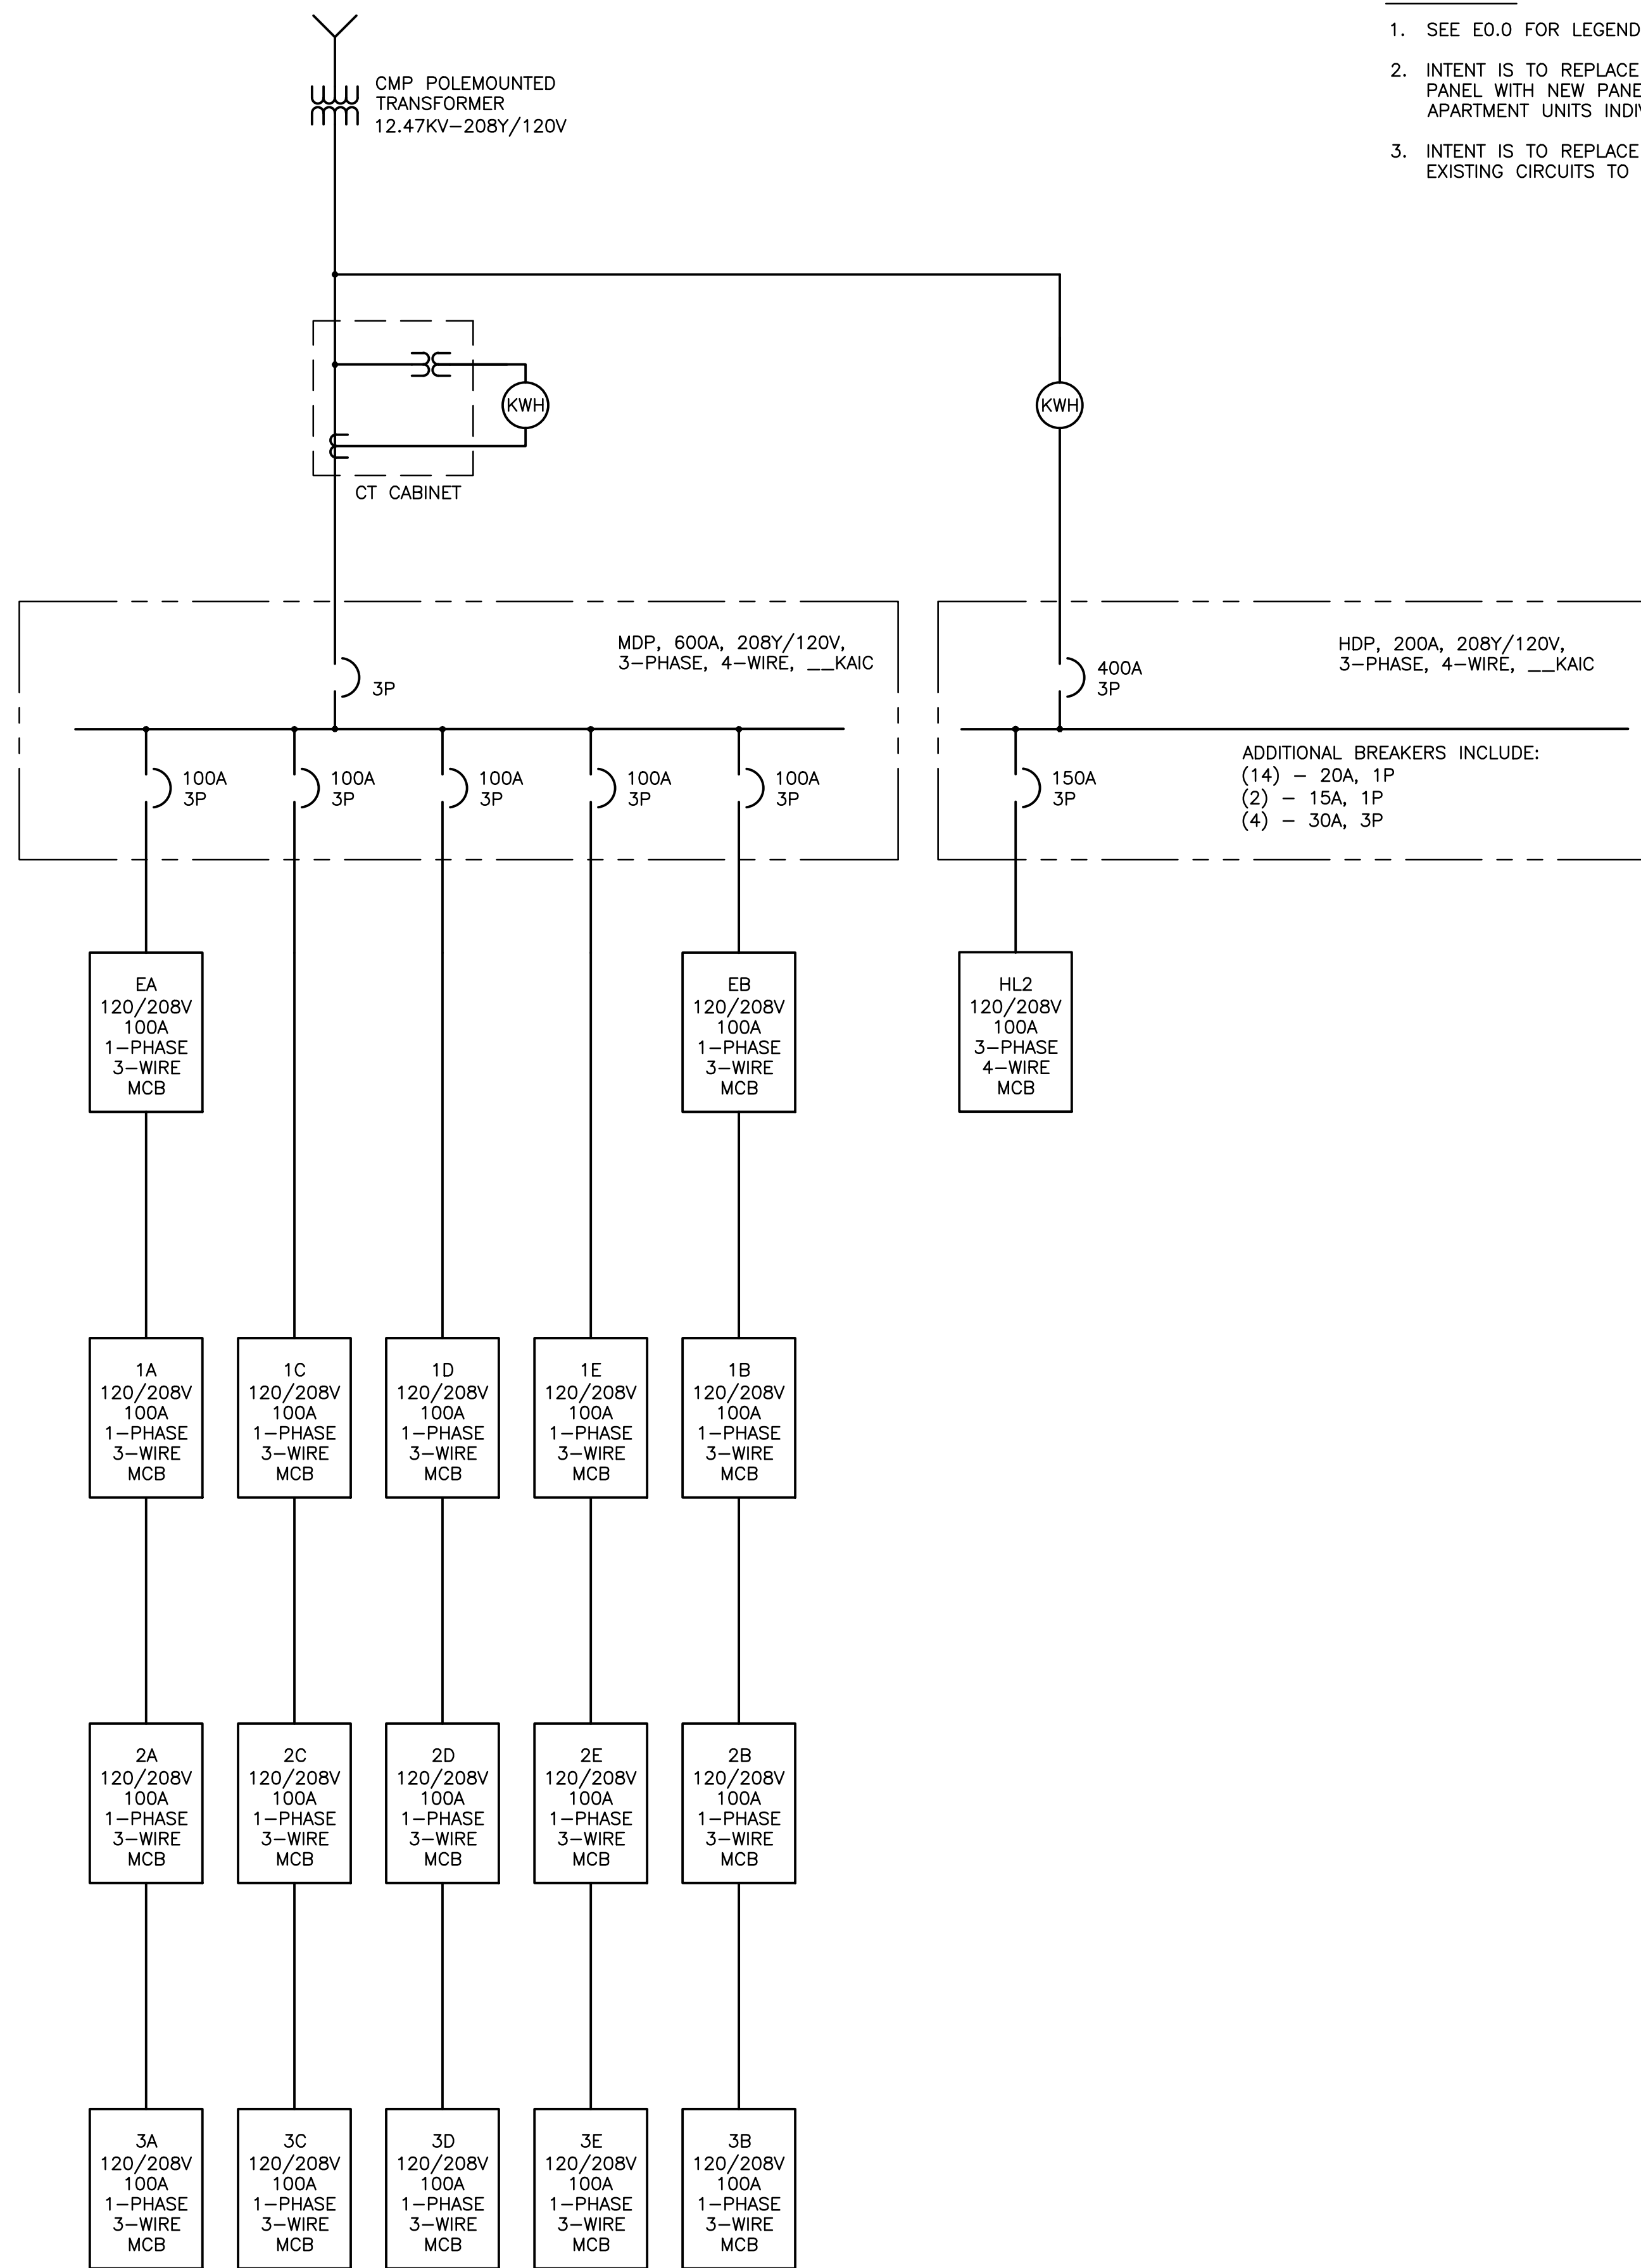 1. SEE E0.0 FOR LEGEND
2. INTENT IS TO REPLACE
PANEL WITH NEW
APARTMENT UNITS
3. INTENT IS TO REPLACE
EXISTING CIRCUITS TO
CMP POLEMOUNTED
TRANSFORMER
12.47KV-208Y/120V
KWH
KWH
CT CABINET
MDP, 600A, 208Y/120V,
3-PHASE, 4-WIRE, __KAIC
3P
HDP, 200A, 208Y/120V,
3-PHASE, 4-WIRE, __KAIC
400A
3P
100A
3P
100A
3P
100A
3P
100A
3P
100A
3P
150A
3P
ADDITIONAL BREAKERS INCLUDE:
(14) - 20A, 1P
(2) - 15A, 1P
(4) - 30A, 3P
EA
120/208V
100A
1-PHASE
3-WIRE
MCB
EB
120/208V
100A
1-PHASE
3-WIRE
MCB
HL2
120/208V
100A
3-PHASE
4-WIRE
MCB
1A
120/208V
100A
1-PHASE
3-WIRE
MCB
1C
120/208V
100A
1-PHASE
3-WIRE
MCB
1D
120/208V
100A
1-PHASE
3-WIRE
MCB
1E
120/208V
100A
1-PHASE
3-WIRE
MCB
1B
120/208V
100A
1-PHASE
3-WIRE
MCB
2A
120/208V
100A
1-PHASE
3-WIRE
MCB
2C
120/208V
100A
1-PHASE
3-WIRE
MCB
2D
120/208V
100A
1-PHASE
3-WIRE
MCB
2E
120/208V
100A
1-PHASE
3-WIRE
MCB
2B
120/208V
100A
1-PHASE
3-WIRE
MCB
3A
120/208V
100A
1-PHASE
3-WIRE
MCB
3C
120/208V
100A
1-PHASE
3-WIRE
MCB
3D
120/208V
100A
1-PHASE
3-WIRE
MCB
3E
120/208V
100A
1-PHASE
3-WIRE
MCB
3B
120/208V
100A
1-PHASE
3-WIRE
MCB